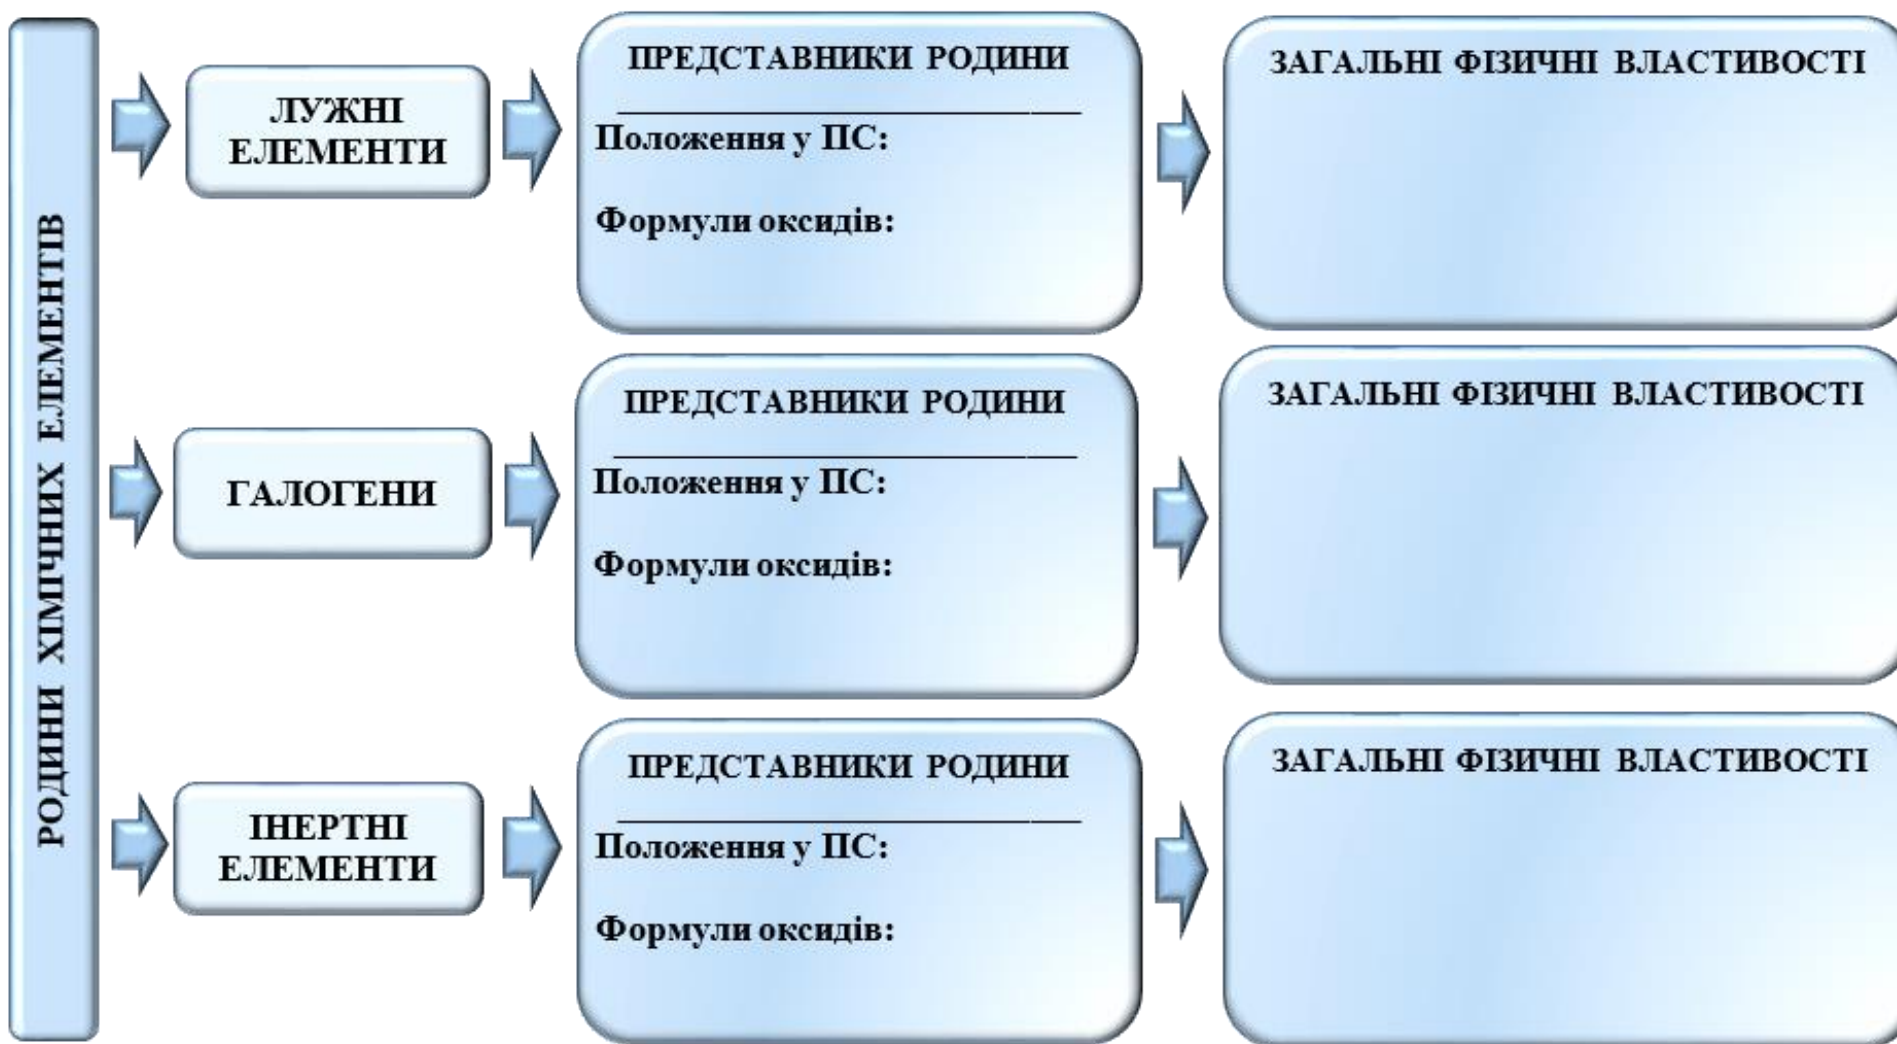 РОДИНИ ХІМІЧНИХ ЕЛЕМЕНТІВ
ЛУЖНІ
ЕЛЕМЕНТИ
ПРЕДСТАВНИКИ РОДИНИ
Положення у ПС:
Формули оксидів:
ЗАГАЛЬНІ ФІЗИЧНІ ВЛАСТИВОСТІ
ГАЛОГЕНИ
ПРЕДСТАВНИКИ РОДИНИ
Положення у ПС:
Формули оксидів:
ЗАГАЛЬНІ ФІЗИЧНІ ВЛАСТИВОСТІ
ІНЕРТНІ
ЕЛЕМЕНТИ
ПРЕДСТАВНИКИ РОДИНИ
Положення у ПС:
Формули оксидів:
ЗАГАЛЬНІ ФІЗИЧНІ ВЛАСТИВОСТІ